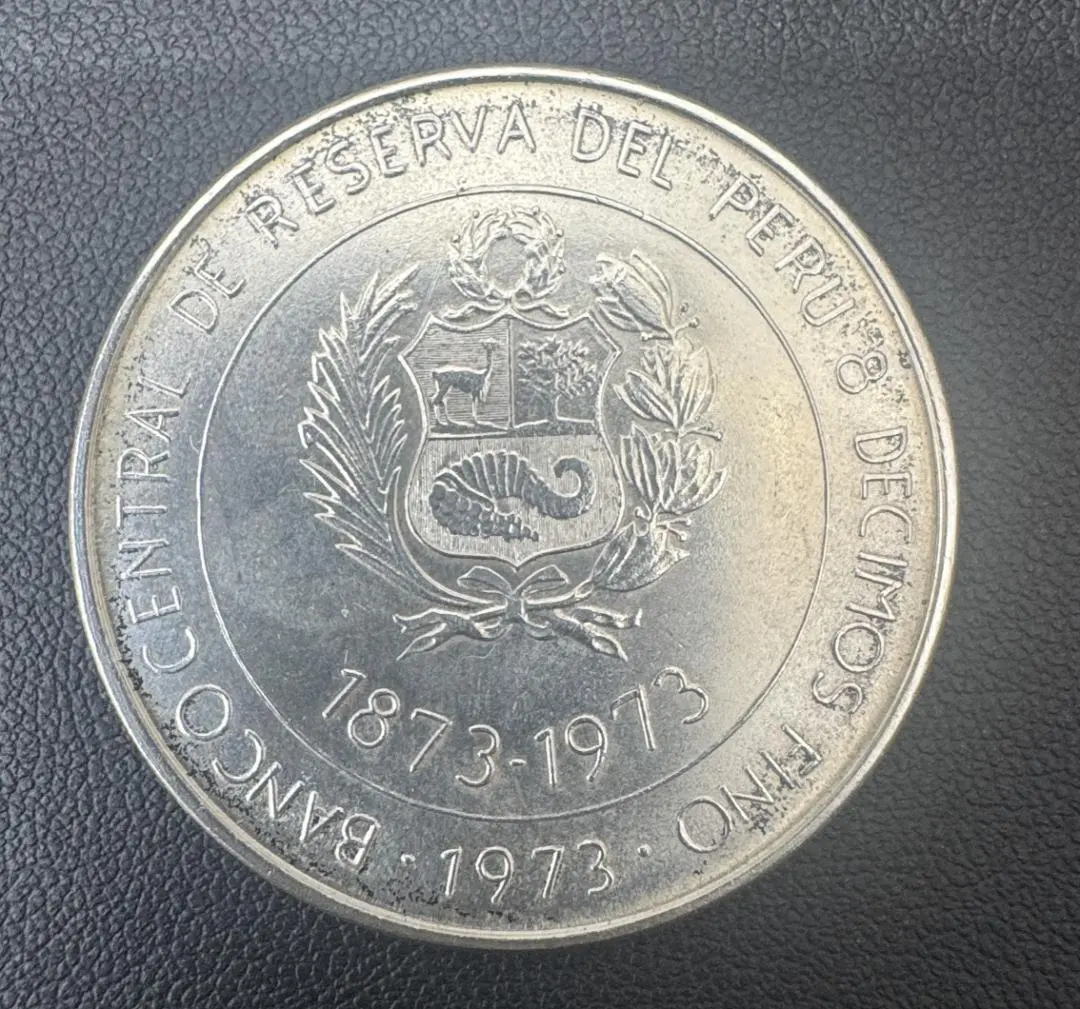 BANCO CENTRAL DE RESERVA DEL PERU 8 DECIMOS FINO
1873-1973
· 1973 ·